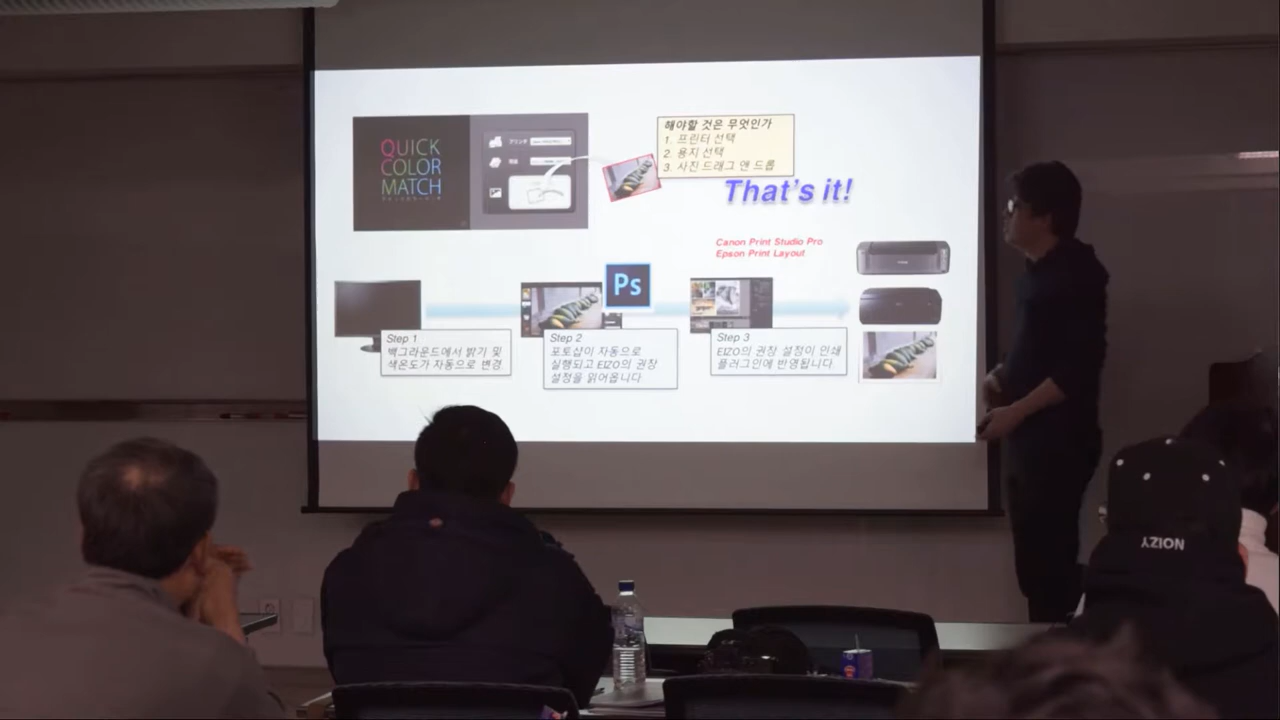 QUICK
COLOR
MATCH
プリンタ
해야할 것은 무엇인가
1. 프린터 선택
2. 용지 선택
3. 사진 드래그 앤 드롭
That's it!
Canon Print Studio Pro
Epson Print Layout
Ps
Step 1
백그라운드에서 밝기 및
색온도가 자동으로 변경
Step 2
포토샵이 자동으로
실행되고 EIZO의 권장
설정을 읽어옵니다
Step 3
EIZO의 권장 설정이 인쇄
플러그인에 반영됩니다
NOIZY